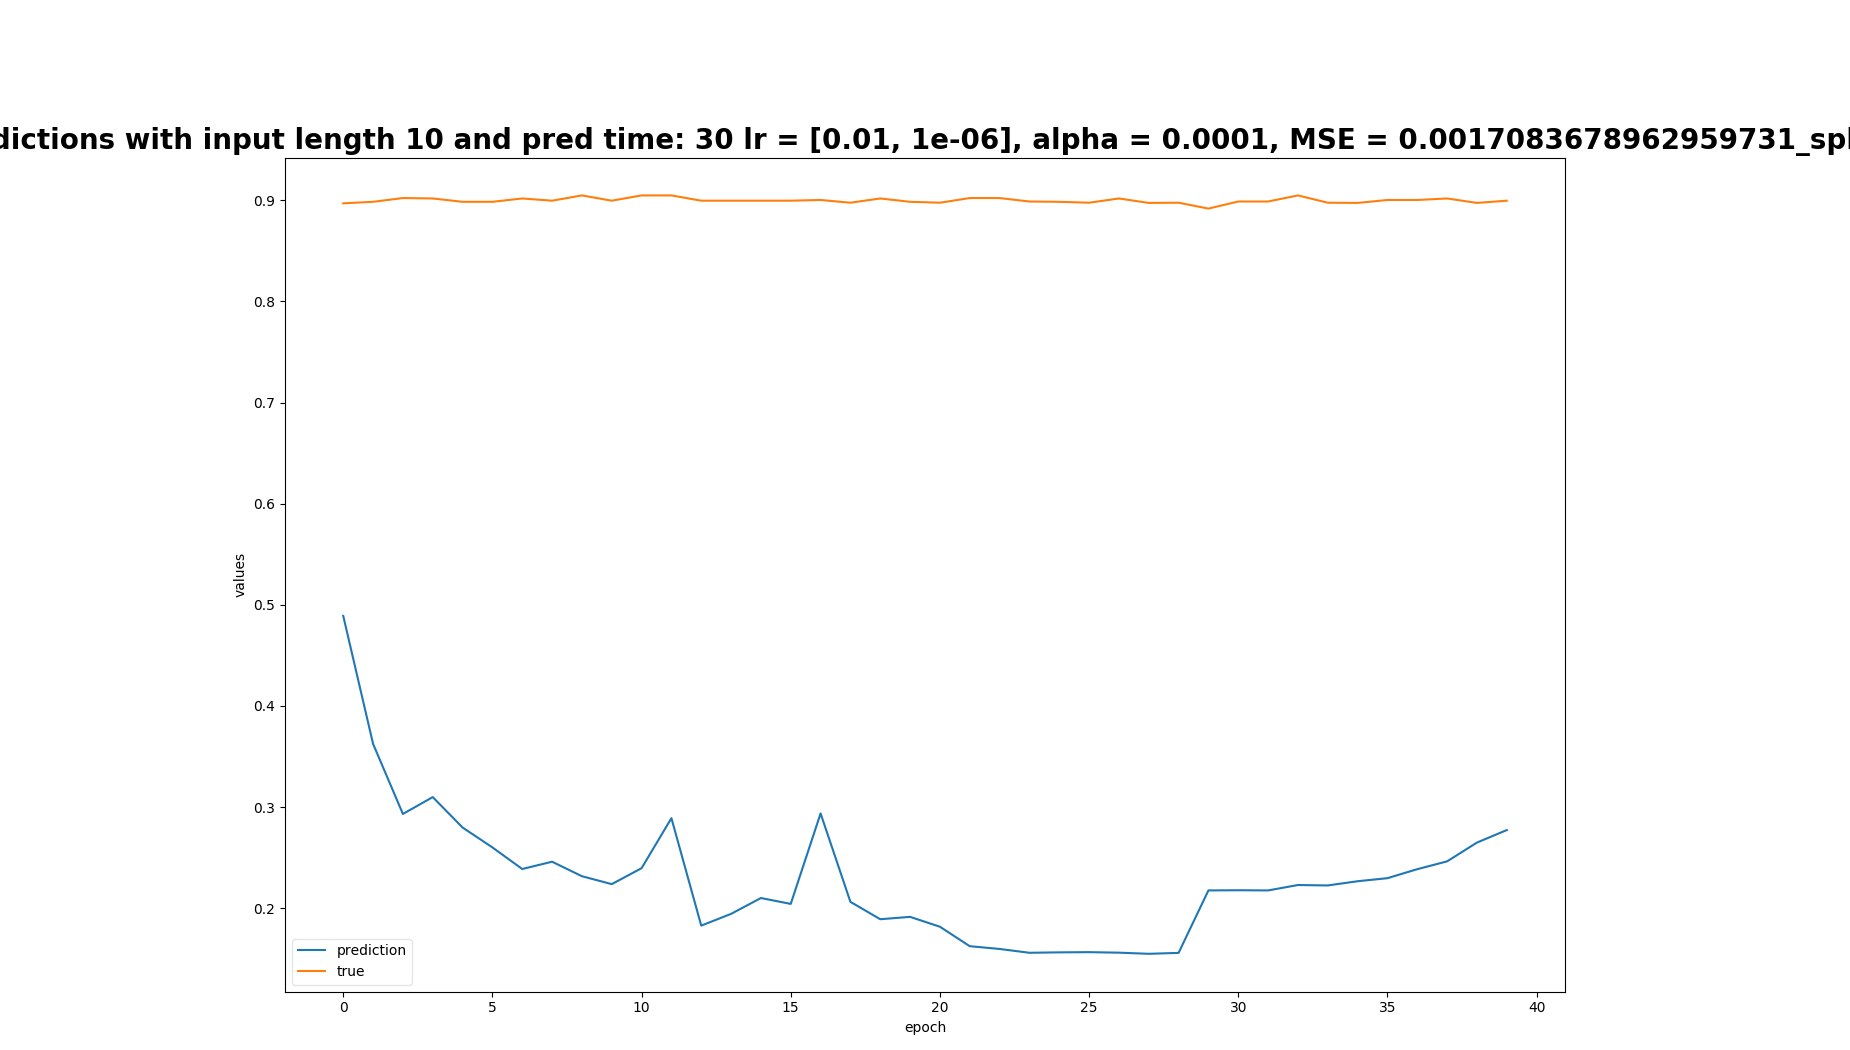 dictions with input length 10 and pred time: 30 lr = [0.01, 1e-06], alpha = 0.0001, MSE = 0.0017083678962959731_spl
0.9
0.8
0.7
0.6
0.5
0.4
0.3
0.2
values
prediction
true
0 5 10 15 20 25 30 35 40
epoch